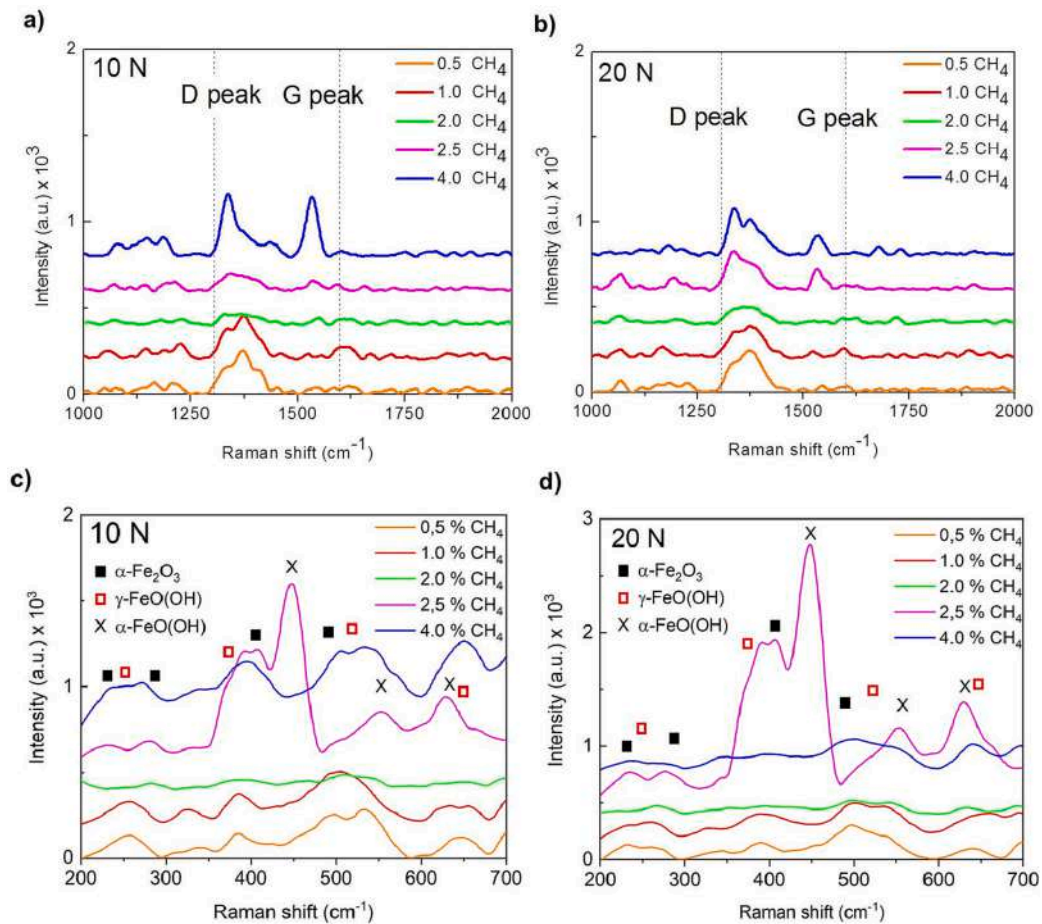 a)
10 N
D peak
G peak
0.5 CH4
1.0 CH4
2.0 CH4
2.5 CH4
4.0 CH4
Intensity (a.u.) x 10^3
2
1
0
1000 1250 1500 1750 2000
Raman shift (cm^-1)
b)
20 N
D peak
G peak
0.5 CH4
1.0 CH4
2.0 CH4
2.5 CH4
4.0 CH4
Intensity (a.u.) x 10^3
2
1
0
1000 1250 1500 1750 2000
Raman shift (cm^-1)
c)
10 N
α-Fe2O3
γ-FeO(OH)
α-FeO(OH)
X
X
X
0,5 % CH4
1.0 % CH4
2.0 % CH4
2,5 % CH4
4.0 % CH4
Intensity (a.u.) x 10^3
2
1
0
200 300 400 500 600 700
Raman shift (cm^-1)
d)
20 N
α-Fe2O3
γ-FeO(OH)
α-FeO(OH)
X
X
X
0,5 % CH4
1.0 % CH4
2.0 % CH4
2,5 % CH4
4.0 % CH4
Intensity (a.u.) x 10^3
3
2
1
0
200 300 400 500 600 700
Raman shift (cm^-1)